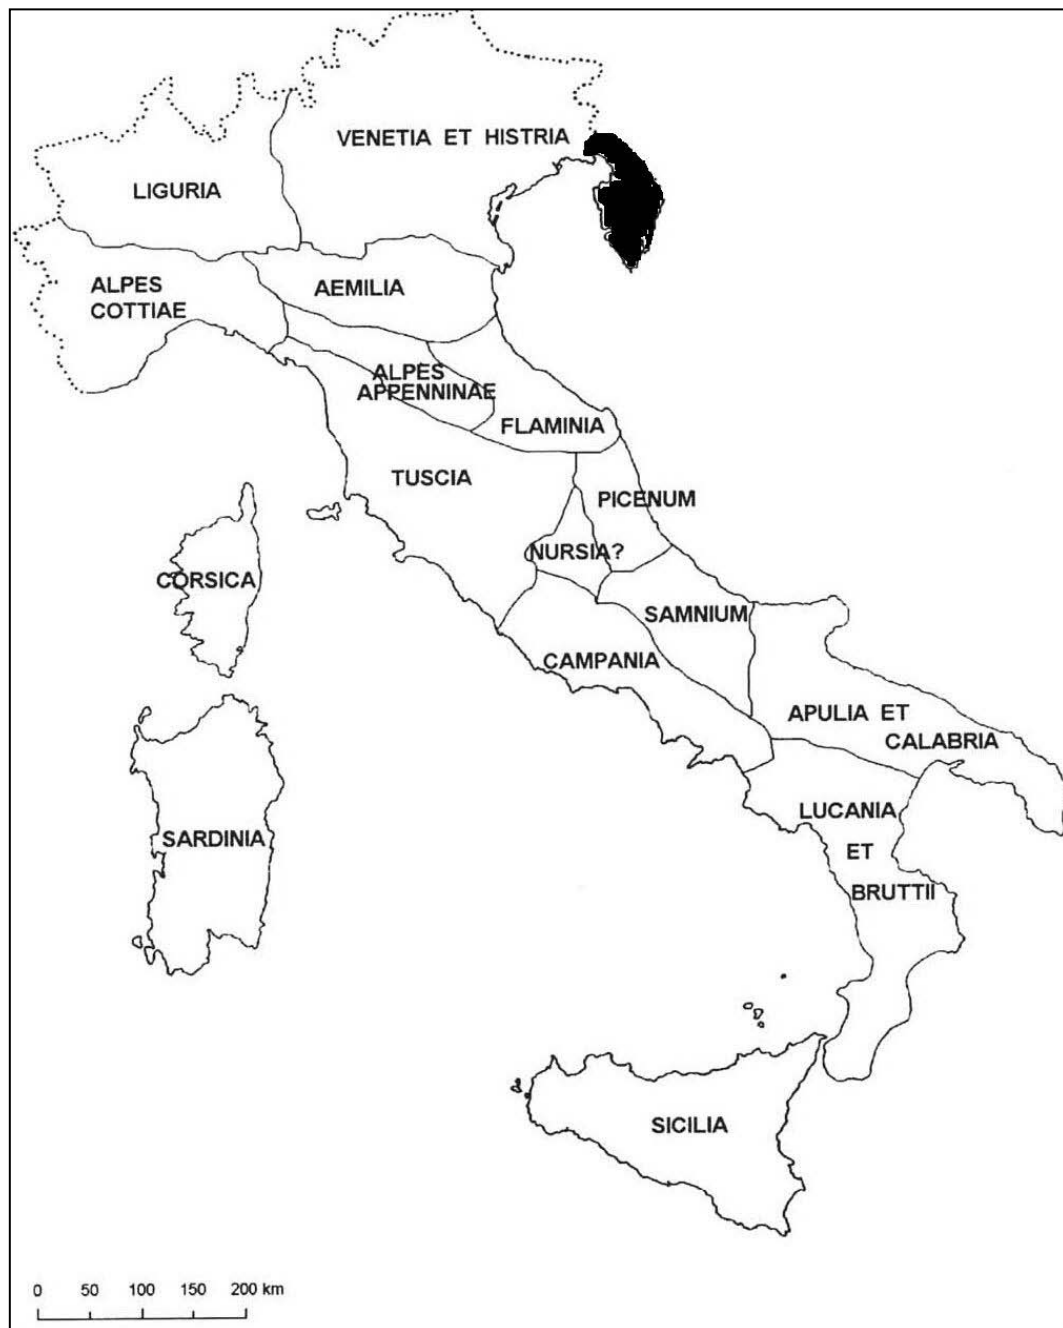 VENETIA ET HISTRIA
LIGURIA
ALPES
COTTIAE
AEMILIA
ALPES
APPENNINAE
FLAMINIA
TUSCIA
PICENUM
NURSIA?
CORSICA
SAMNIUM
CAMPANIA
APULIA ET
CALABRIA
LUCANIA
ET
BRUTTII
SARDINIA
SICILIA
0 50 100 150 200 km